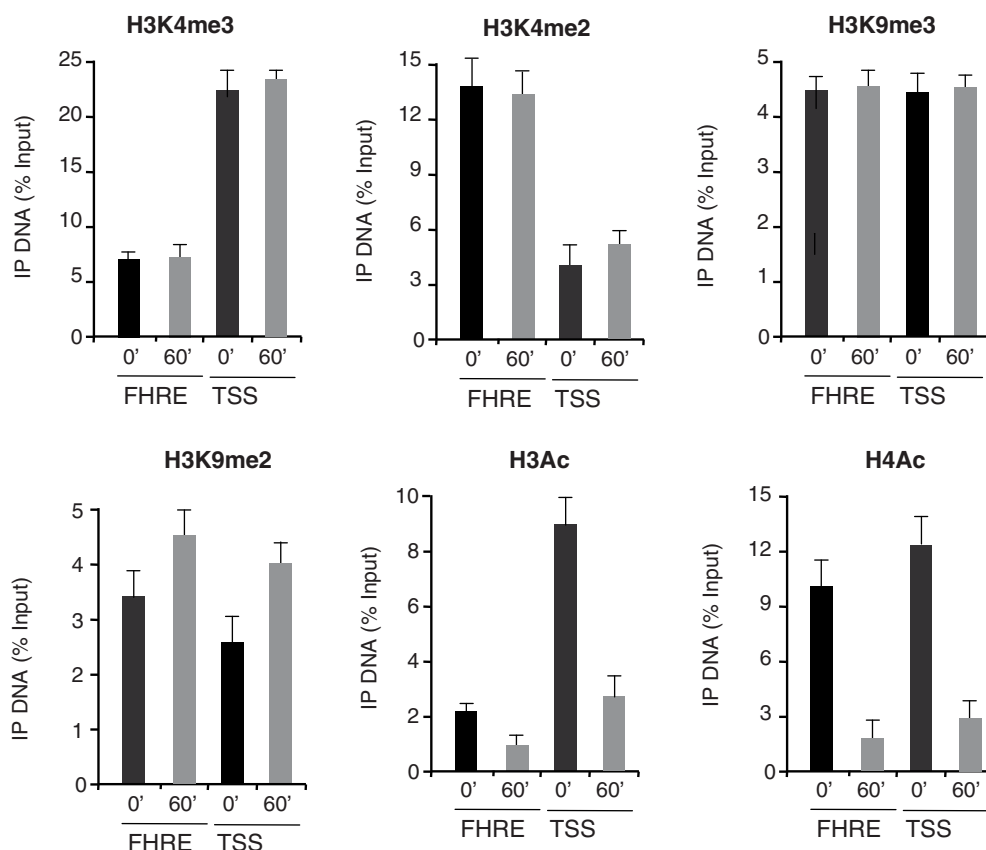 H3K4me3
IP DNA (% Input)
25
20
15
10
5
0
0' 60' 0' 60'
FHRE TSS
H3K4me2
IP DNA (% Input)
15
12
9
6
3
0
0' 60' 0' 60'
FHRE TSS
H3K9me3
IP DNA (% Input)
5
4
3
2
1
0
0' 60' 0' 60'
FHRE TSS
H3K9me2
IP DNA (% Input)
5
4
3
2
1
0
0' 60' 0' 60'
FHRE TSS
H3Ac
IP DNA (% Input)
10
8
6
4
2
0
0' 60' 0' 60'
FHRE TSS
H4Ac
IP DNA (% Input)
15
12
9
6
3
0
0' 60' 0' 60'
FHRE TSS